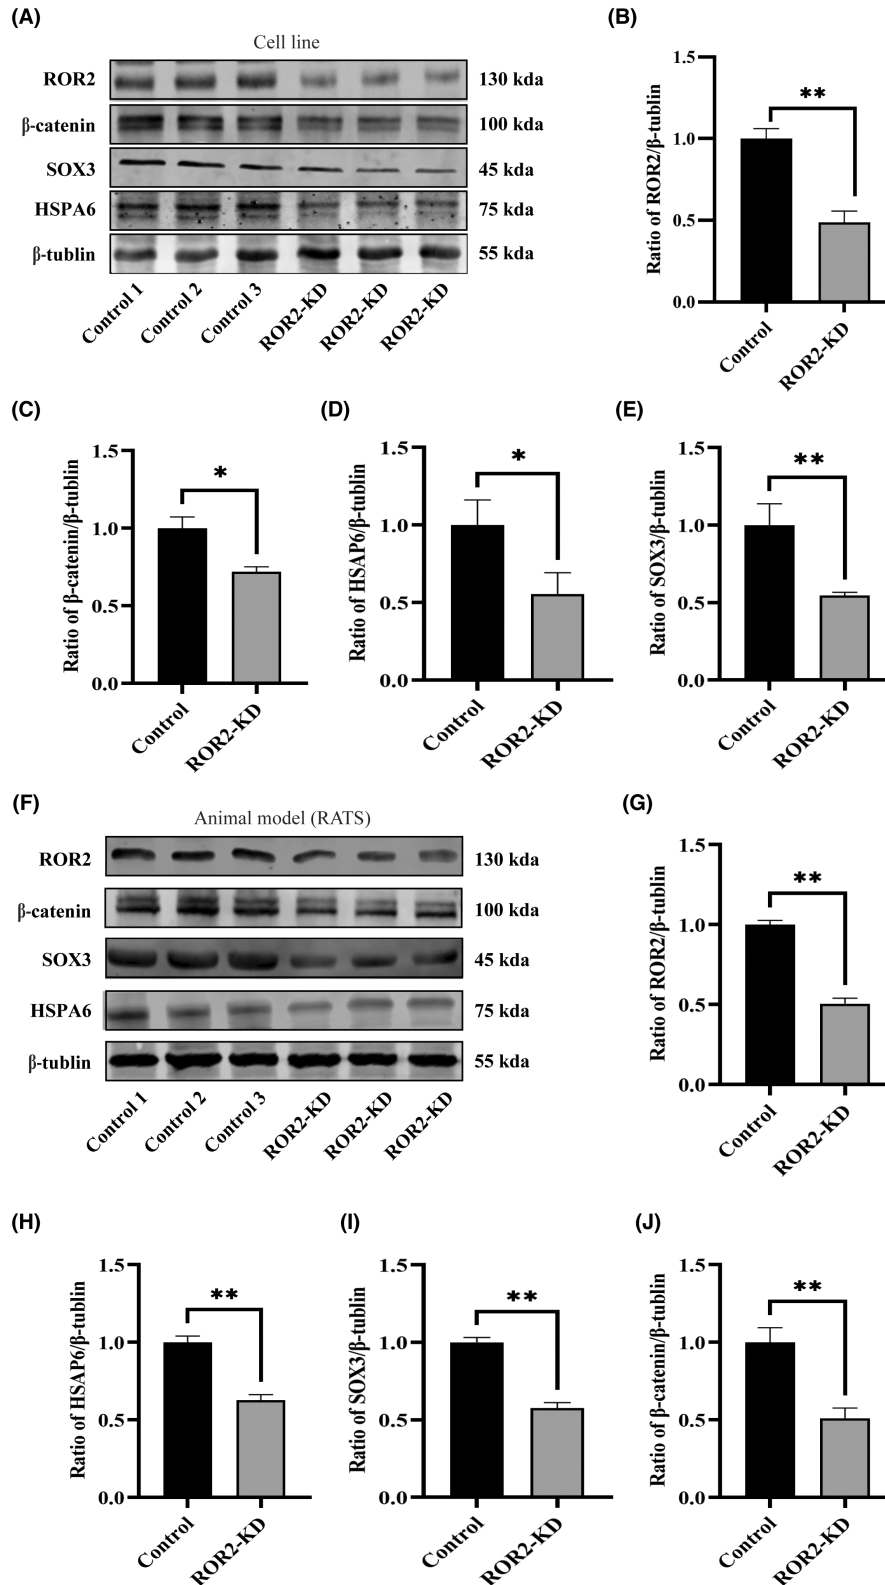 (A)
Cell line
ROR2 130 kda
β-catenin 100 kda
SOX3 45 kda
HSPA6 75 kda
β-tublin 55 kda
Control 1 Control 2 Control 3 ROR2-KD ROR2-KD ROR2-KD
(B)
Ratio of ROR2/β-tublin
1.5
1.0
0.5
0.0
**
Control ROR2-KD
(C)
Ratio of β-catenin/β-tublin
1.5
1.0
0.5
0.0
*
Control ROR2-KD
(D)
Ratio of HSAP6/β-tublin
1.5
1.0
0.5
0.0
*
Control ROR2-KD
(E)
Ratio of SOX3/β-tublin
1.5
1.0
0.5
0.0
**
Control ROR2-KD
(F)
Animal model (RATS)
ROR2 130 kda
β-catenin 100 kda
SOX3 45 kda
HSPA6 75 kda
β-tublin 55 kda
Control 1 Control 2 Control 3 ROR2-KD ROR2-KD ROR2-KD
(G)
Ratio of ROR2/β-tublin
1.5
1.0
0.5
0.0
**
Control ROR2-KD
(H)
Ratio of HSAP6/β-tublin
1.5
1.0
0.5
0.0
**
Control ROR2-KD
(I)
Ratio of SOX3/β-tublin
1.5
1.0
0.5
0.0
**
Control ROR2-KD
(J)
Ratio of β-catenin/β-tublin
1.5
1.0
0.5
0.0
**
Control ROR2-KD